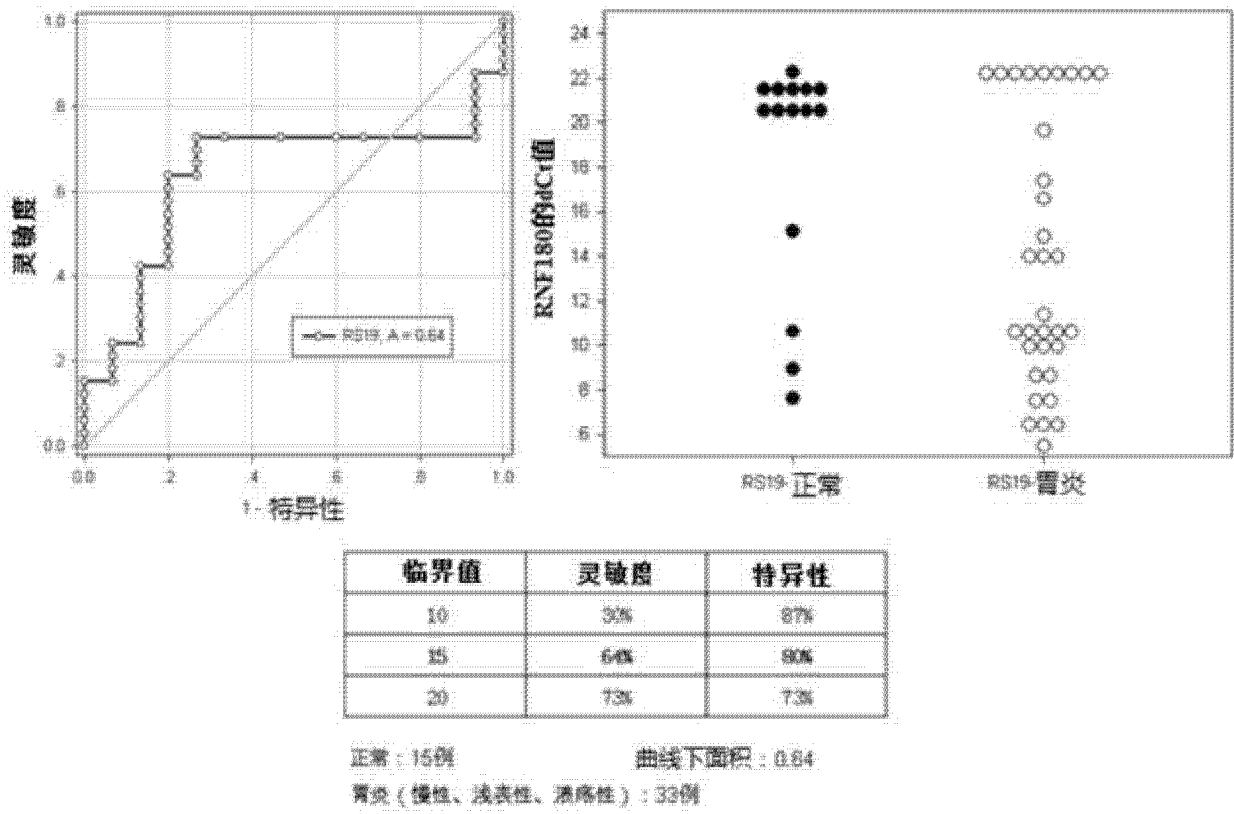 1.0
.8
.6
.4
.2
0.0
灵敏度
RS19, A = 0.64
0.0 .2 .4 .6 .8 1.0
1 - 特异性
24
22
20
18
16
14
12
10
8
6
RNF180的dCt值
RS19-正常 RS19-胃炎
临界值 灵敏度 特异性
10 30% 87%
15 64% 80%
20 73% 73%
正常：15例 曲线下面积：0.64
胃炎（慢性、浅表性、溃疡性）：33例